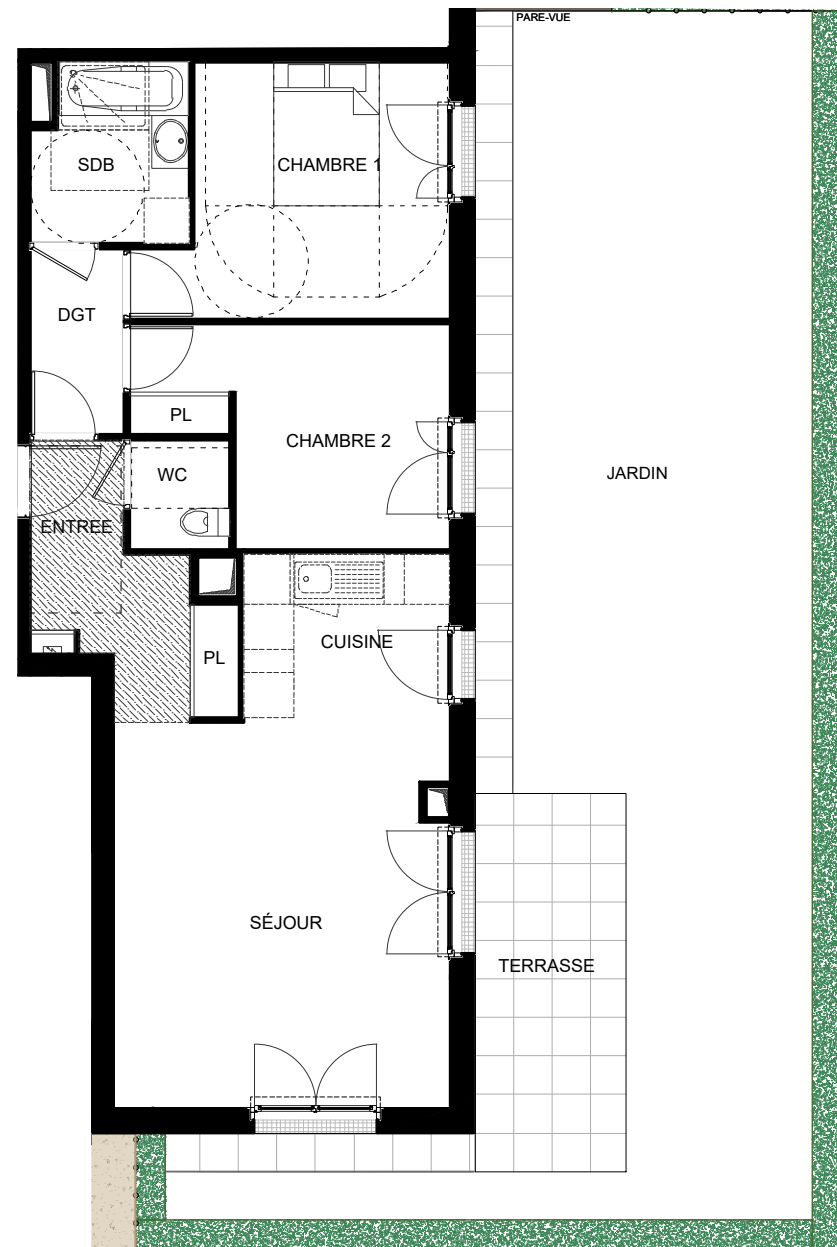 PARE-VUE
SDB
CHAMBRE 1
DGT
PL
CHAMBRE 2
WC
JARDIN
ENTREE
CUISINE
PL
SÉJOUR
TERRASSE